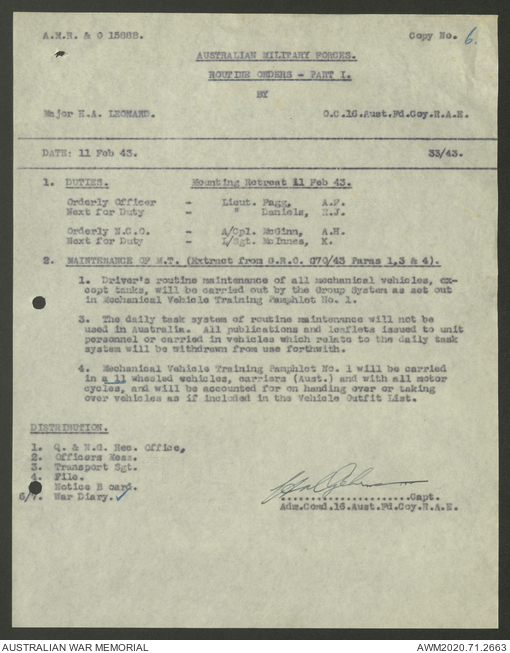 A.M.R. & O 1588B.
Copy No. 6.
AUSTRALIAN MILITARY FORCES.
ROUTINE ORDERS - PART I.
BY
Major K.A. LEONARD.
O.C.16.Aust.Fd.Coy.R.A.E.
DATE: 11 Feb 43.
33/43.
1. DUTIES. Mounting Retreat 11 Feb 43.
Orderly Officer - Lieut. Fagg, A.F.
Next for Duty - " Daniels, R.J.
Orderly N.C.O. - A/Cpl. McGinn, A.H.
Next for Duty - L/Sgt. McInnes, K.
2. MAINTENANCE OF M.T. (Extract from G.R.O. G70/43 Paras 1,3 & 4).
1. Driver's routine maintenance of all mechanical vehicles, ex-
cept tanks, will be carried out by the Group System as set out
in Mechanical Vehicle Training Pamphlet No. 1.
3. The daily task system of routine maintenance will not be
used in Australia. All publications and leaflets issued to unit
personnel or carried in vehicles which relate to the daily task
system will be withdrawn from use forthwith.
4. Mechanical Vehicle Training Pamphlet No. 1 will be carried
in a ll wheeled vehicles, carriers (Aust.) and with all motor
cycles, and will be accounted for on handing over or taking
over vehicles as if included in the Vehicle Outfit List.
DISTRIBUTION.
1. Q. & N.G. Rec. Office,
2. Officers Mess.
3. Transport Sgt.
4. File.
Notice B oard.
6/7. War Diary.
......................Capt.
Adm.Comd.16.Aust.Fd.Coy.R.A.E.
AUSTRALIAN WAR MEMORIAL
AWM2020.71.2663